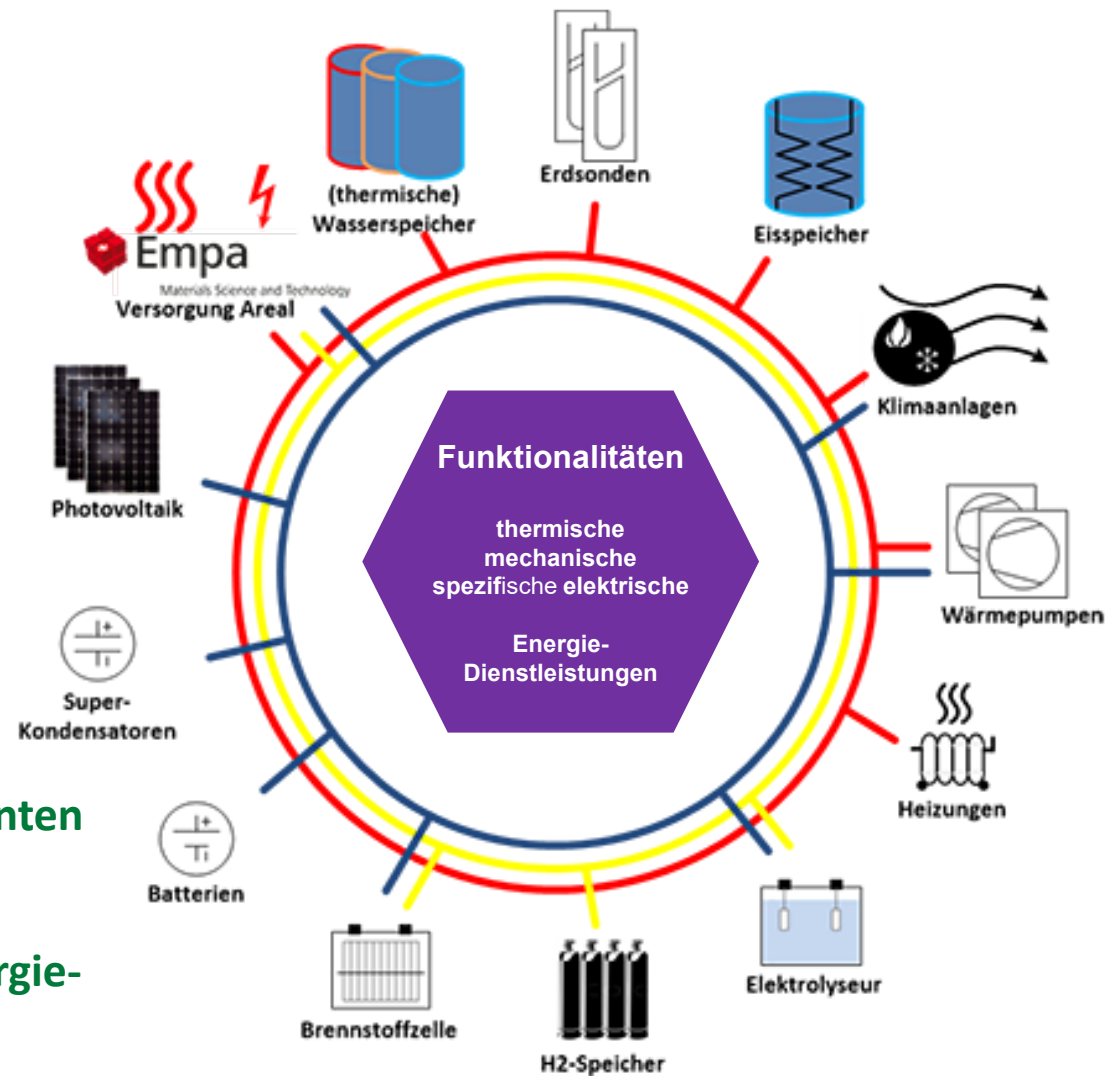 Erdsonden
(thermische)
Wasserspeicher
Eisspeicher
Empa
Materials Science and Technology
Versorgung Areal
Klimaanlagen
Photovoltaik
Funktionalitäten
thermische
mechanische
spezifische elektrische
Energie-
Dienstleistungen
Wärmepumpen
Super-
Kondensatoren
Heizungen
nten
Batterien
rgie-
Elektrolyseur
Brennstoffzelle
H2-Speicher